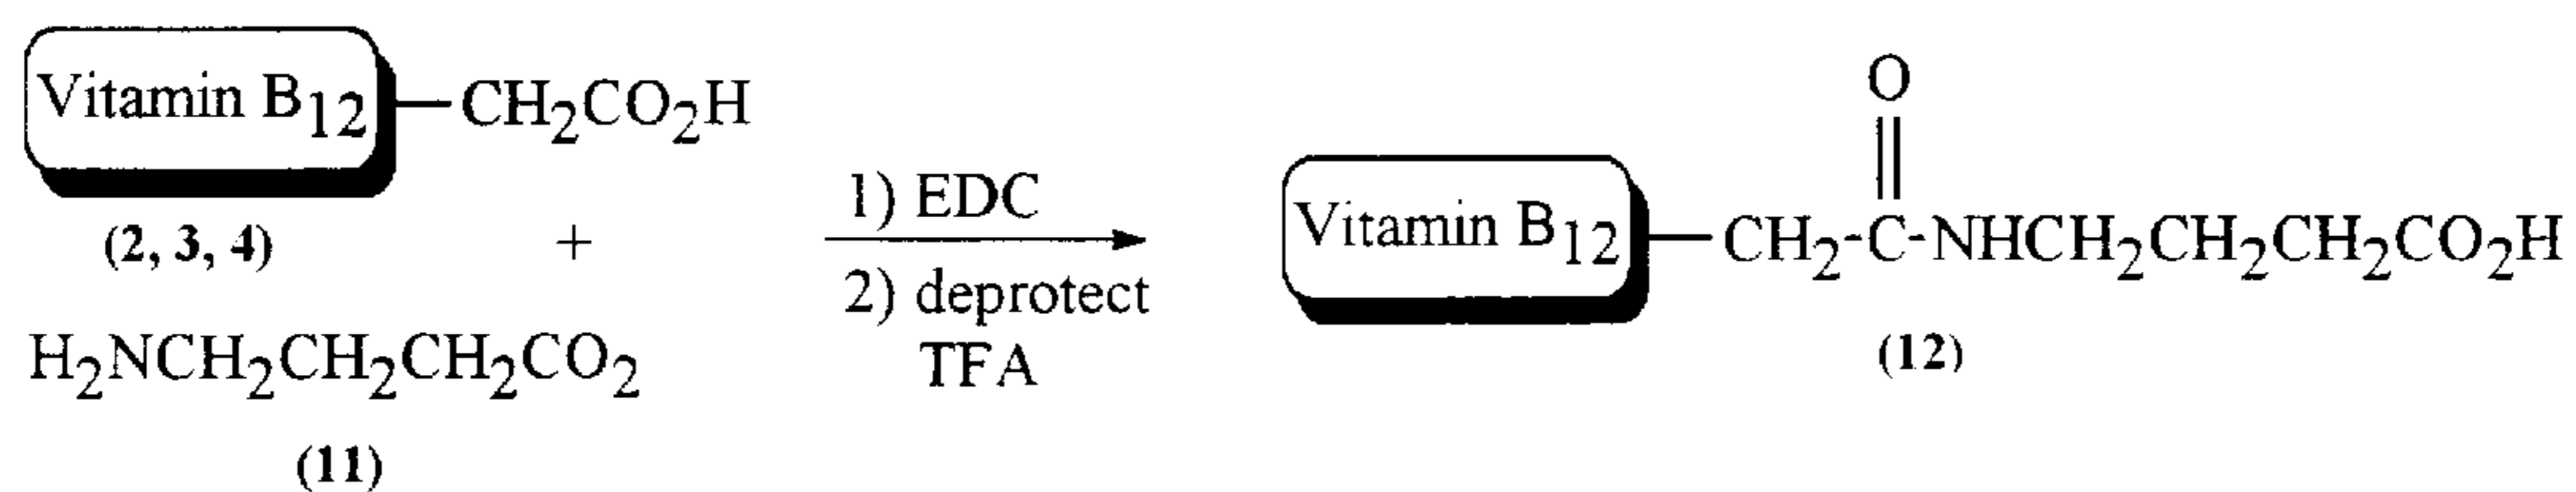 Vitamin B12 —CH2CO2H
(2, 3, 4) +
H2NCH2CH2CH2CO2
(11)
1) EDC
2) deprotect
TFA
O
Vitamin B12 —CH2-C-NHCH2CH2CH2CO2H
(12)